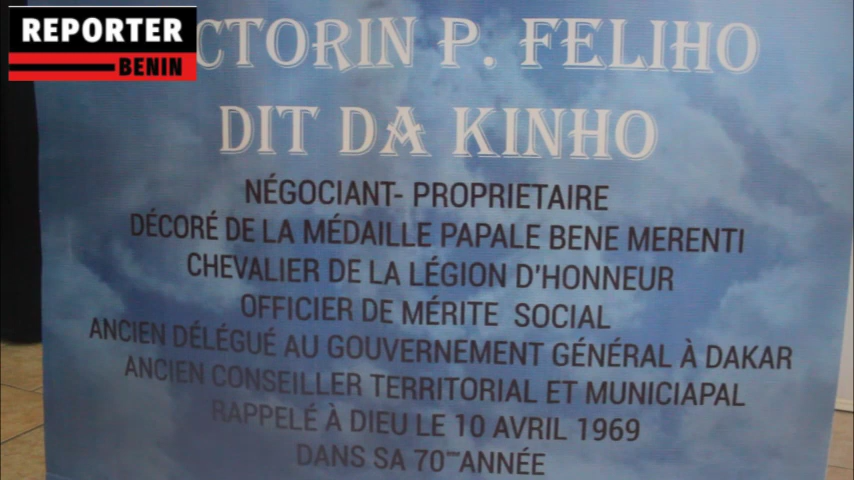 REPORTER
BENIN
CTORIN P. FELIHO
DIT DA KINHO
NÉGOCIANT- PROPRIETAIRE
DÉCORÉ DE LA MÉDAILLE PAPALE BENE MERENTI
CHEVALIER DE LA LÉGION D'HONNEUR
OFFICIER DE MÉRITE SOCIAL
ANCIEN DÉLÉGUÉ AU GOUVERNEMENT GÉNÉRAL À DAKAR
ANCIEN CONSEILLER TERRITORIAL ET MUNICIAPAL
RAPPELÉ À DIEU LE 10 AVRIL 1969
DANS SA 70ᵐᵉ ANNÉE